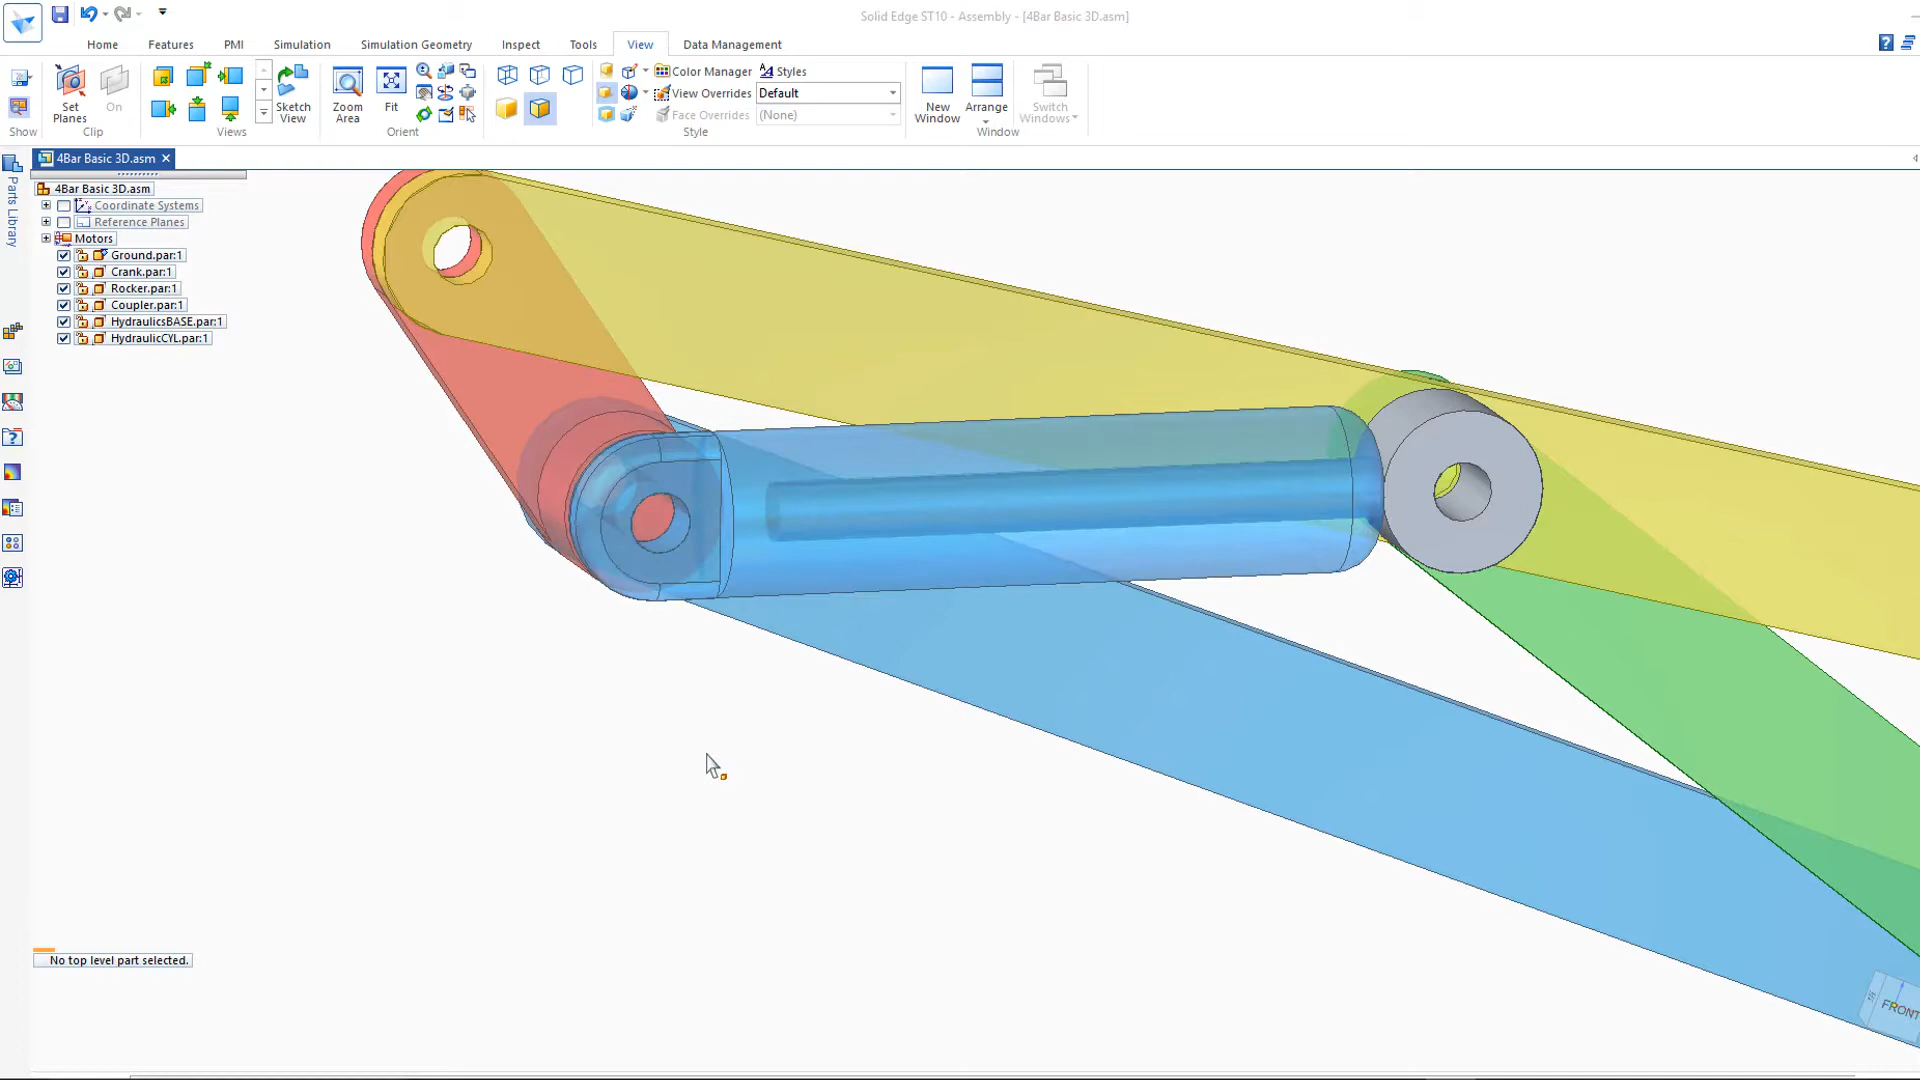 Solid Edge ST10 - Assembly - [4Bar Basic 3D.asm]
Home Features PMI Simulation Simulation Geometry Inspect Tools View Data Management
Color Manager Styles
View Overrides Default
Face Overrides (None)
Set Planes On Sketch View Zoom Area Fit New Window Arrange Switch Windows
Show Clip Views Orient Style Window
4Bar Basic 3D.asm
Parts Library
4Bar Basic 3D.asm
Coordinate Systems
Reference Planes
Motors
Ground.par:1
Crank.par:1
Rocker.par:1
Coupler.par:1
HydraulicsBASE.par:1
HydraulicCYL.par:1
No top level part selected.
FRONT